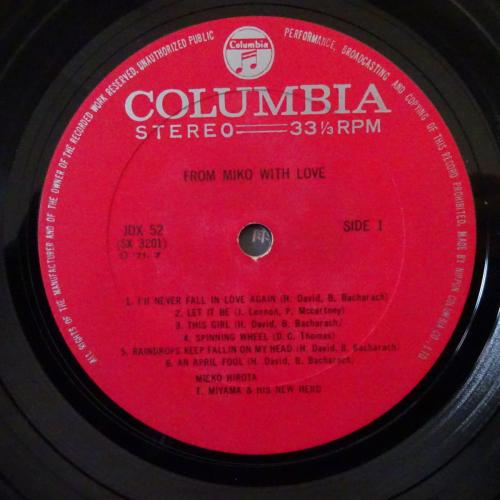 ALL RIGHTS OF THE MANUFACTURER AND OF THE OWNER OF THE RECORDED WORK RESERVED. UNAUTHORIZED PUBLIC PERFORMANCE, BROADCASTING AND COPYING OF THIS RECORD PROHIBITED. MADE BY NIPPON COLUMBIA CO., LTD.
Columbia
COLUMBIA
STEREO 33⅓ RPM
FROM MIKO WITH LOVE
JDX 52 SIDE 1
(SX 3201)
1. I'll NEVER FALL IN LOVE AGAIN (H. David, B. Bacharach)
2. LET IT BE (J. Lennon, P. Mccartney)
3. THIS GIRL (H. David, B. Bacharash)
4. SPINNING WHEEL (D. C. Thomas)
5. RAINDROPS KEEP FALLIN ON MY HEAD (H. David, B. Bacharach)
6. AN APRIL FOUL (H. David, B. Bacharach)
MIEKO HIROTA
T. MIYAMA & HIS NEW HERD